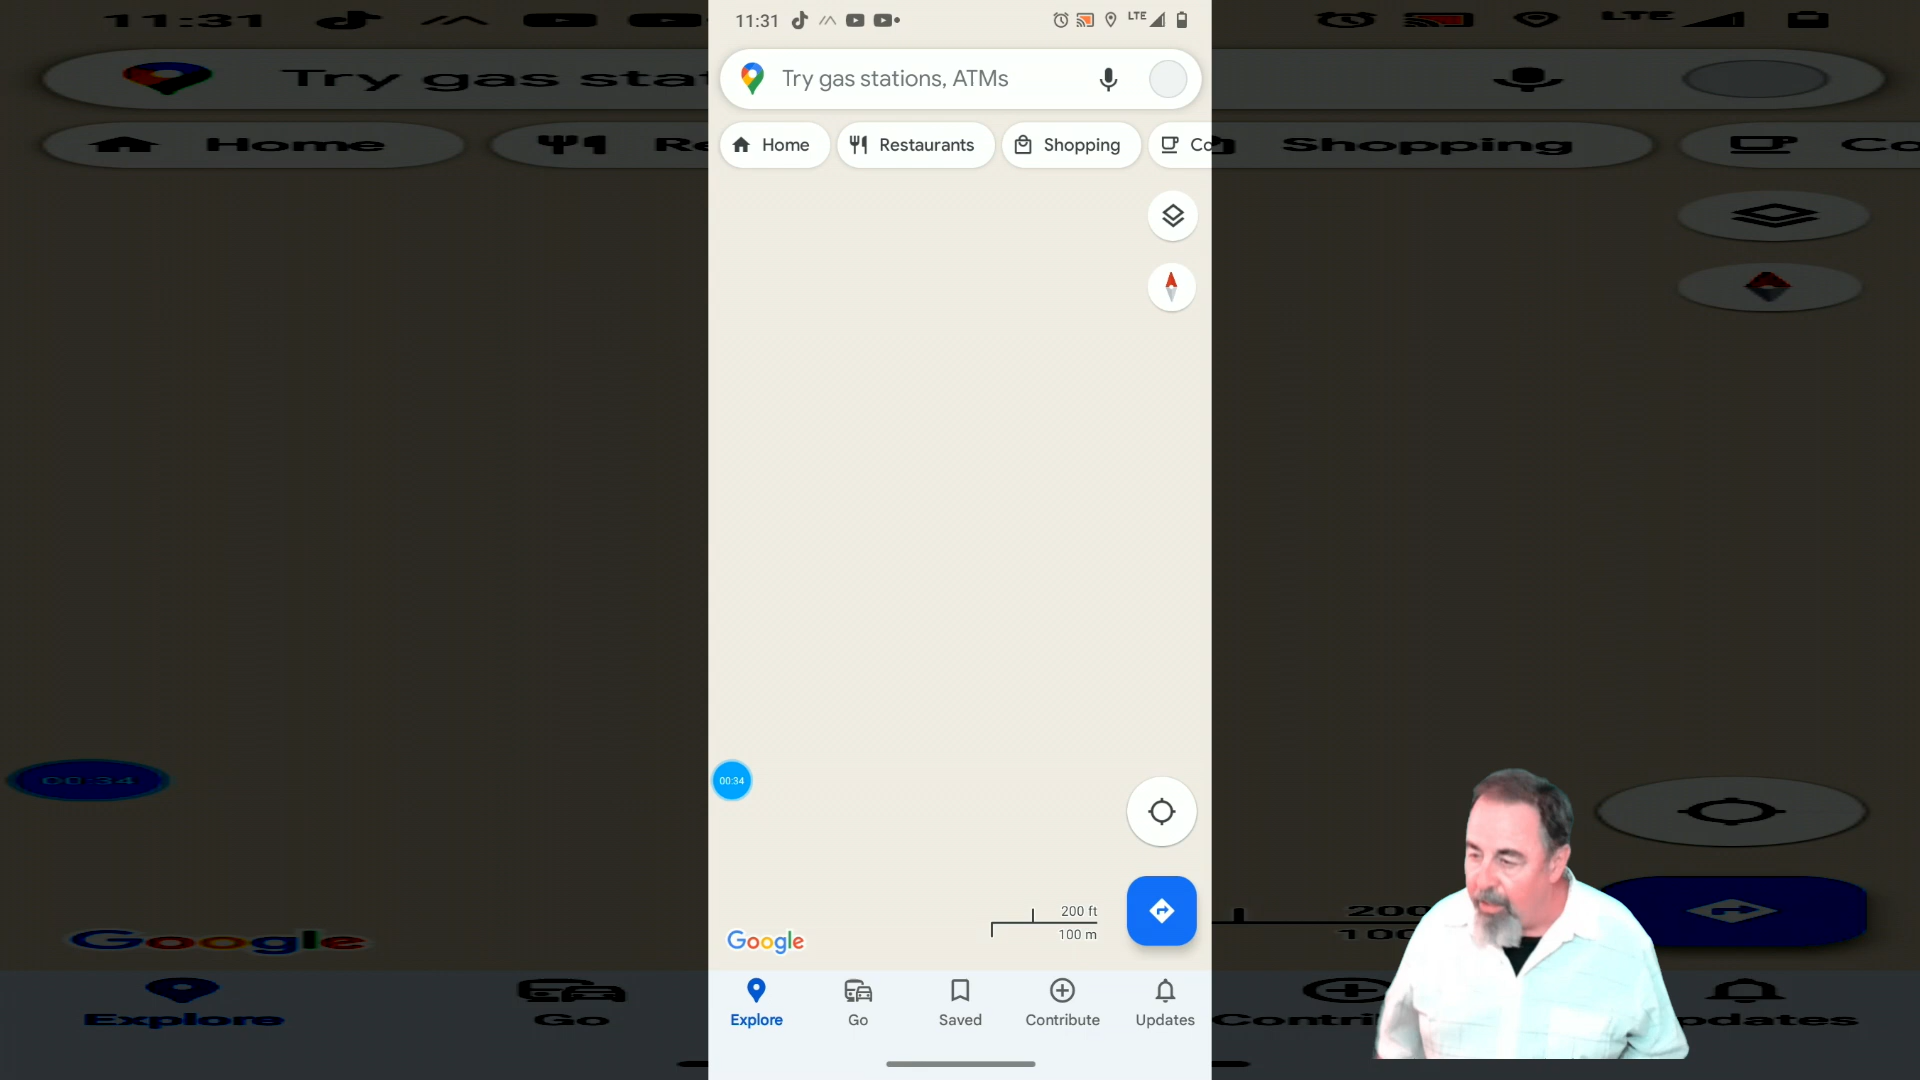 11:31
LTE
Try gas stations, ATMs
Home
Restaurants
Shopping
Co
00:34
200 ft
100 m
Google
Explore
Go
Saved
Contribute
Updates